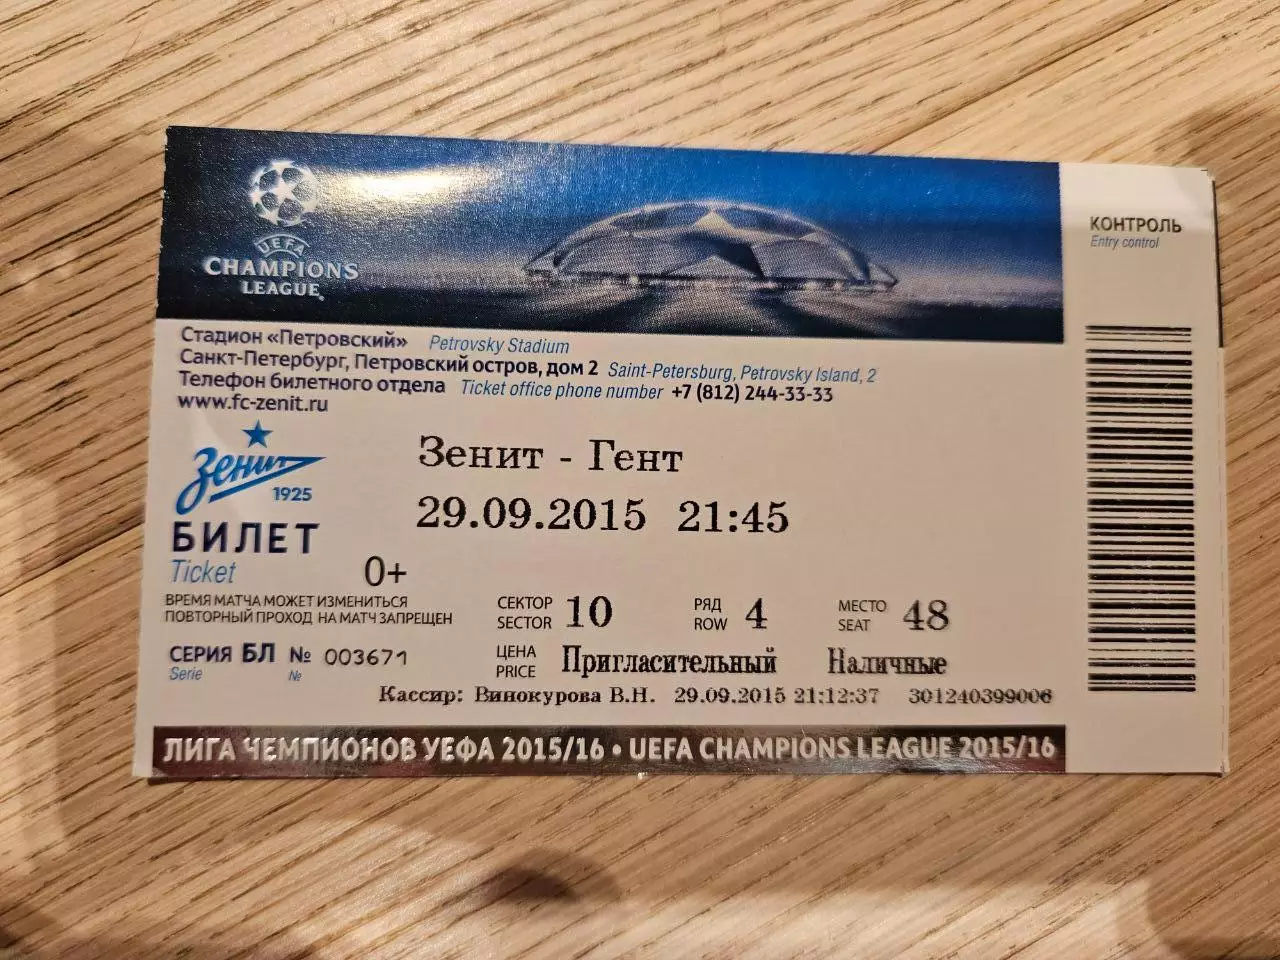 UEFA
CHAMPIONS
LEAGUE
КОНТРОЛЬ
Entry control
Стадион «Петровский» Petrovsky Stadium
Санкт-Петербург, Петровский остров, дом 2 Saint-Petersburg, Petrovsky Island, 2
Телефон билетного отдела Ticket office phone number +7 (812) 244-33-33
www.fc-zenit.ru
Зенит
1925
Зенит - Гент
29.09.2015 21:45
БИЛЕТ
Ticket
0+
ВРЕМЯ МАТЧА МОЖЕТ ИЗМЕНИТЬСЯ
ПОВТОРНЫЙ ПРОХОД НА МАТЧ ЗАПРЕЩЕН
СЕКТОР 10 РЯД 4 МЕСТО 48
SECTOR ROW SEAT
СЕРИЯ БЛ № 003671
Serie №
ЦЕНА Пригласительный Наличные
PRICE
Кассир: Винокурова В.Н. 29.09.2015 21:12:37 301240399006
ЛИГА ЧЕМПИОНОВ УЕФА 2015/16 • UEFA CHAMPIONS LEAGUE 2015/16